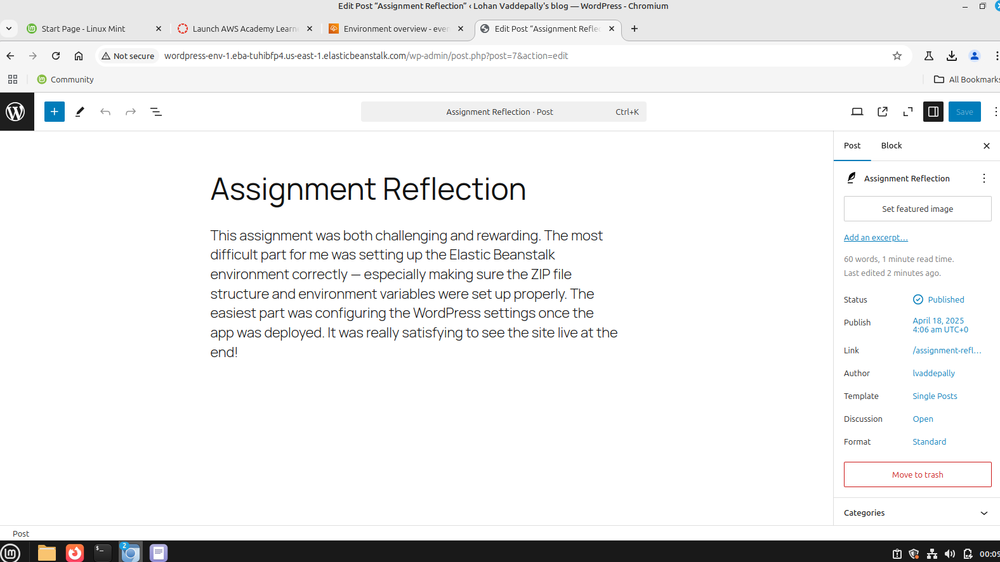 Edit Post “Assignment Reflection” ‹ Lohan Vaddepally's blog — WordPress - Chromium
Start Page - Linux Mint
Launch AWS Academy Learn
Environment overview - ever
Edit Post “Assignment Reflec
Not secure
wordpress-env-1.eba-tuhibfp4.us-east-1.elasticbeanstalk.com/wp-admin/post.php?post=7&action=edit
Community
All Bookmarks
Assignment Reflection · Post
Ctrl+K
Save
Post
Block
Assignment Reflection
This assignment was both challenging and rewarding. The most
difficult part for me was setting up the Elastic Beanstalk
environment correctly — especially making sure the ZIP file
structure and environment variables were set up properly. The
easiest part was configuring the WordPress settings once the
app was deployed. It was really satisfying to see the site live at the
end!
Assignment Reflection
Set featured image
Add an excerpt…
60 words, 1 minute read time.
Last edited 2 minutes ago.
Status
Published
Publish
April 18, 2025
4:06 am UTC+0
Link
/assignment-refl…
Author
lvaddepally
Template
Single Posts
Discussion
Open
Format
Standard
Move to trash
Categories
Post
2
00:09